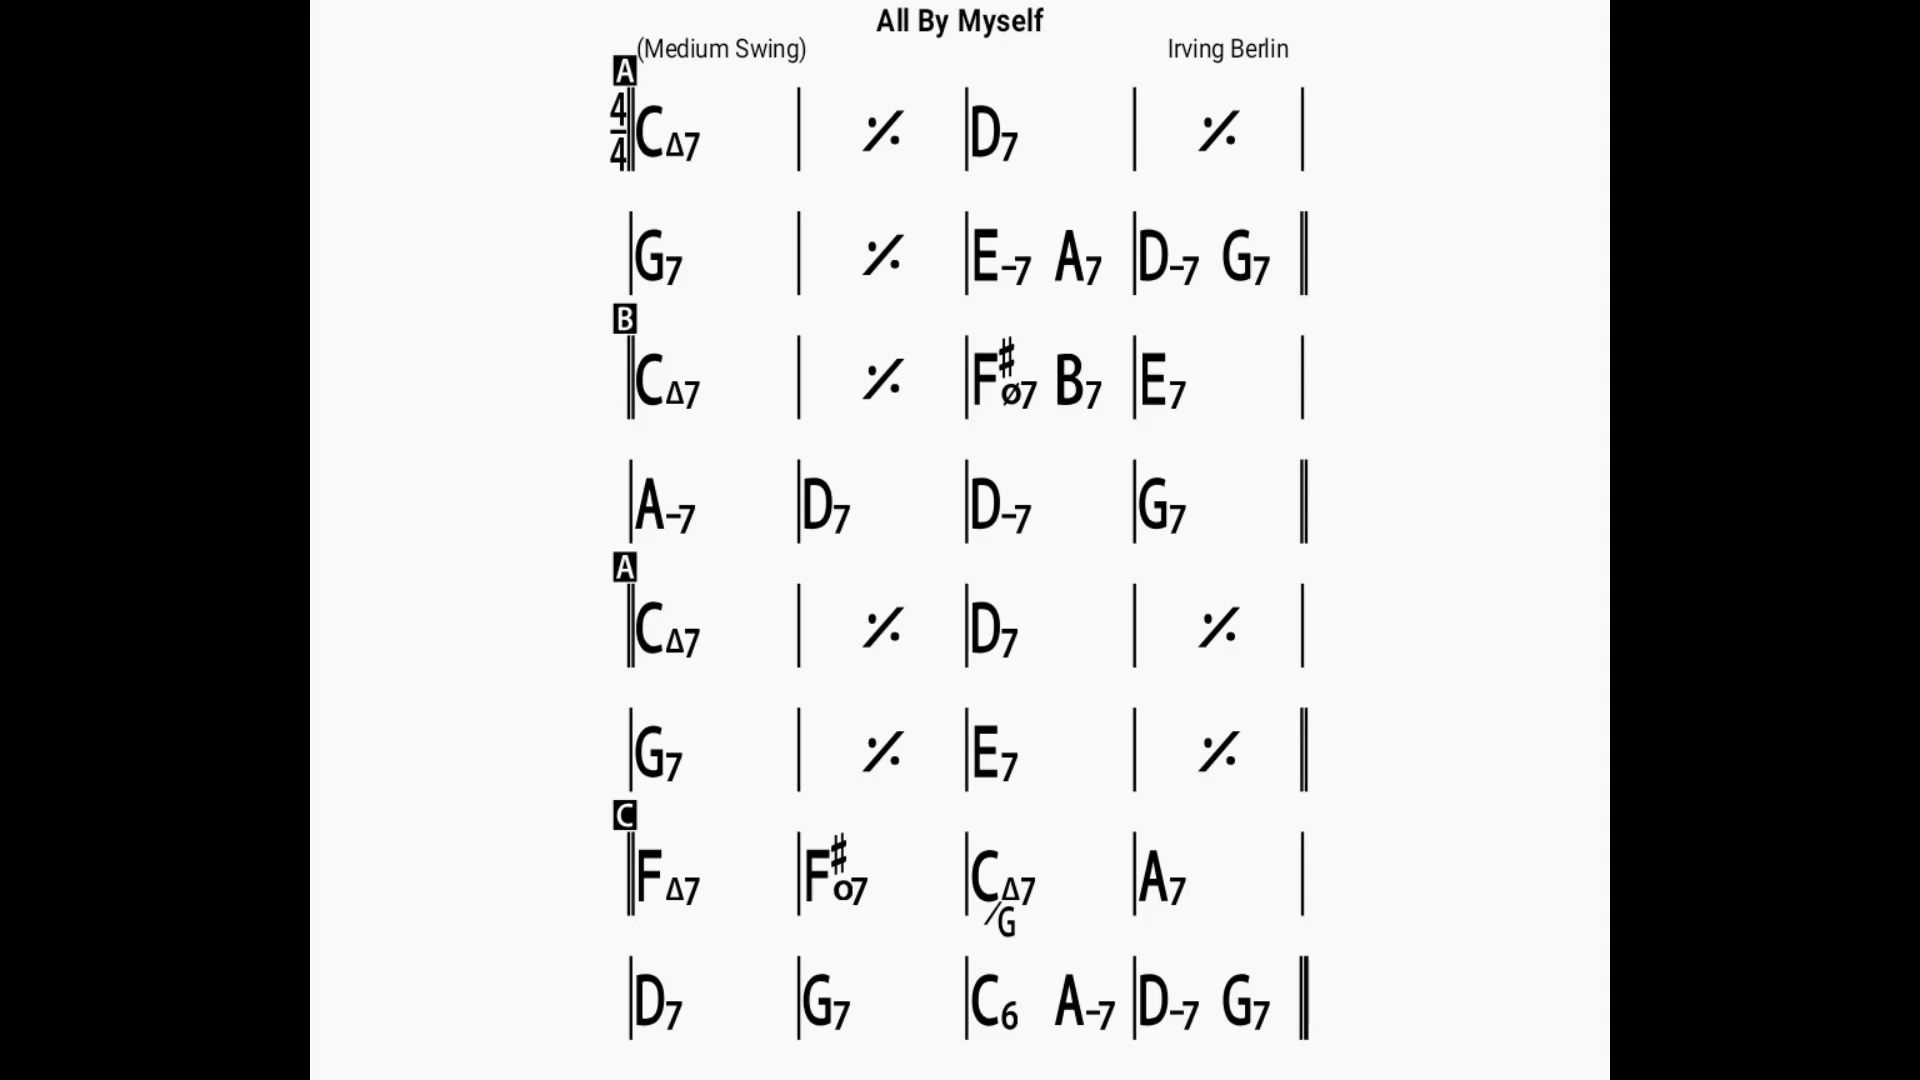 All By Myself
(Medium Swing) Irving Berlin
A
4/4 CΔ7 | 𝄎 | D7 | 𝄎 |
G7 | 𝄎 | E-7 A7 | D-7 G7
B
CΔ7 | 𝄎 | F♯ø7 B7 | E7 |
A-7 | D7 | D-7 | G7
A
CΔ7 | 𝄎 | D7 | 𝄎 |
G7 | 𝄎 | E7 | 𝄎
C
FΔ7 | F♯o7 | CΔ7/G | A7 |
D7 | G7 | C6 A-7 | D-7 G7